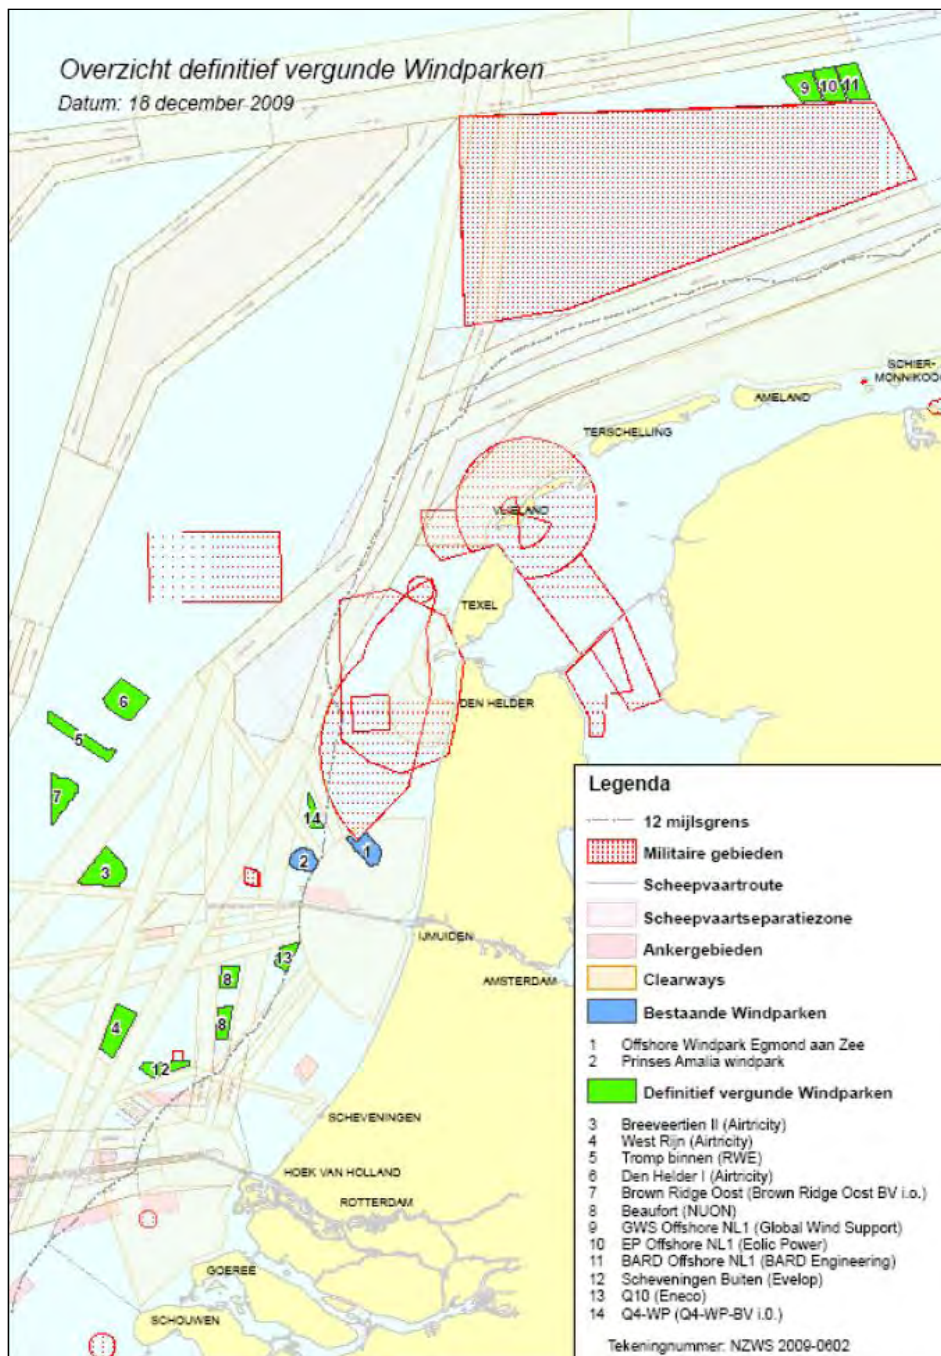 Overzicht definitief vergunde Windparken
Datum: 18 december 2009
9 10 11
SCHIER-
MONNIKOOG
AMELAND
TERSCHELLING
VLIELAND
TEXEL
DEN HELDER
6
5
7
14
1
2
3
IJMUIDEN
AMSTERDAM
13
8
8
4
12
SCHEVENINGEN
HOEK VAN HOLLAND
ROTTERDAM
GOEREE
SCHOUWEN
Legenda
12 mijlsgrens
Militaire gebieden
Scheepvaartroute
Scheepvaartseparatiezone
Ankergebieden
Clearways
Bestaande Windparken
1 Offshore Windpark Egmond aan Zee
2 Prinses Amalia windpark
Definitief vergunde Windparken
3 Breeveertien II (Airtricity)
4 West Rijn (Airtricity)
5 Tromp binnen (RWE)
6 Den Helder I (Airtricity)
7 Brown Ridge Oost (Brown Ridge Oost BV i.o.)
8 Beaufort (NUON)
9 GWS Offshore NL1 (Global Wind Support)
10 EP Offshore NL1 (Eolic Power)
11 BARD Offshore NL1 (BARD Engineering)
12 Scheveningen Buiten (Evelop)
13 Q10 (Eneco)
14 Q4-WP (Q4-WP-BV i.0.)
Tekeningnummer: NZWS 2009-0602